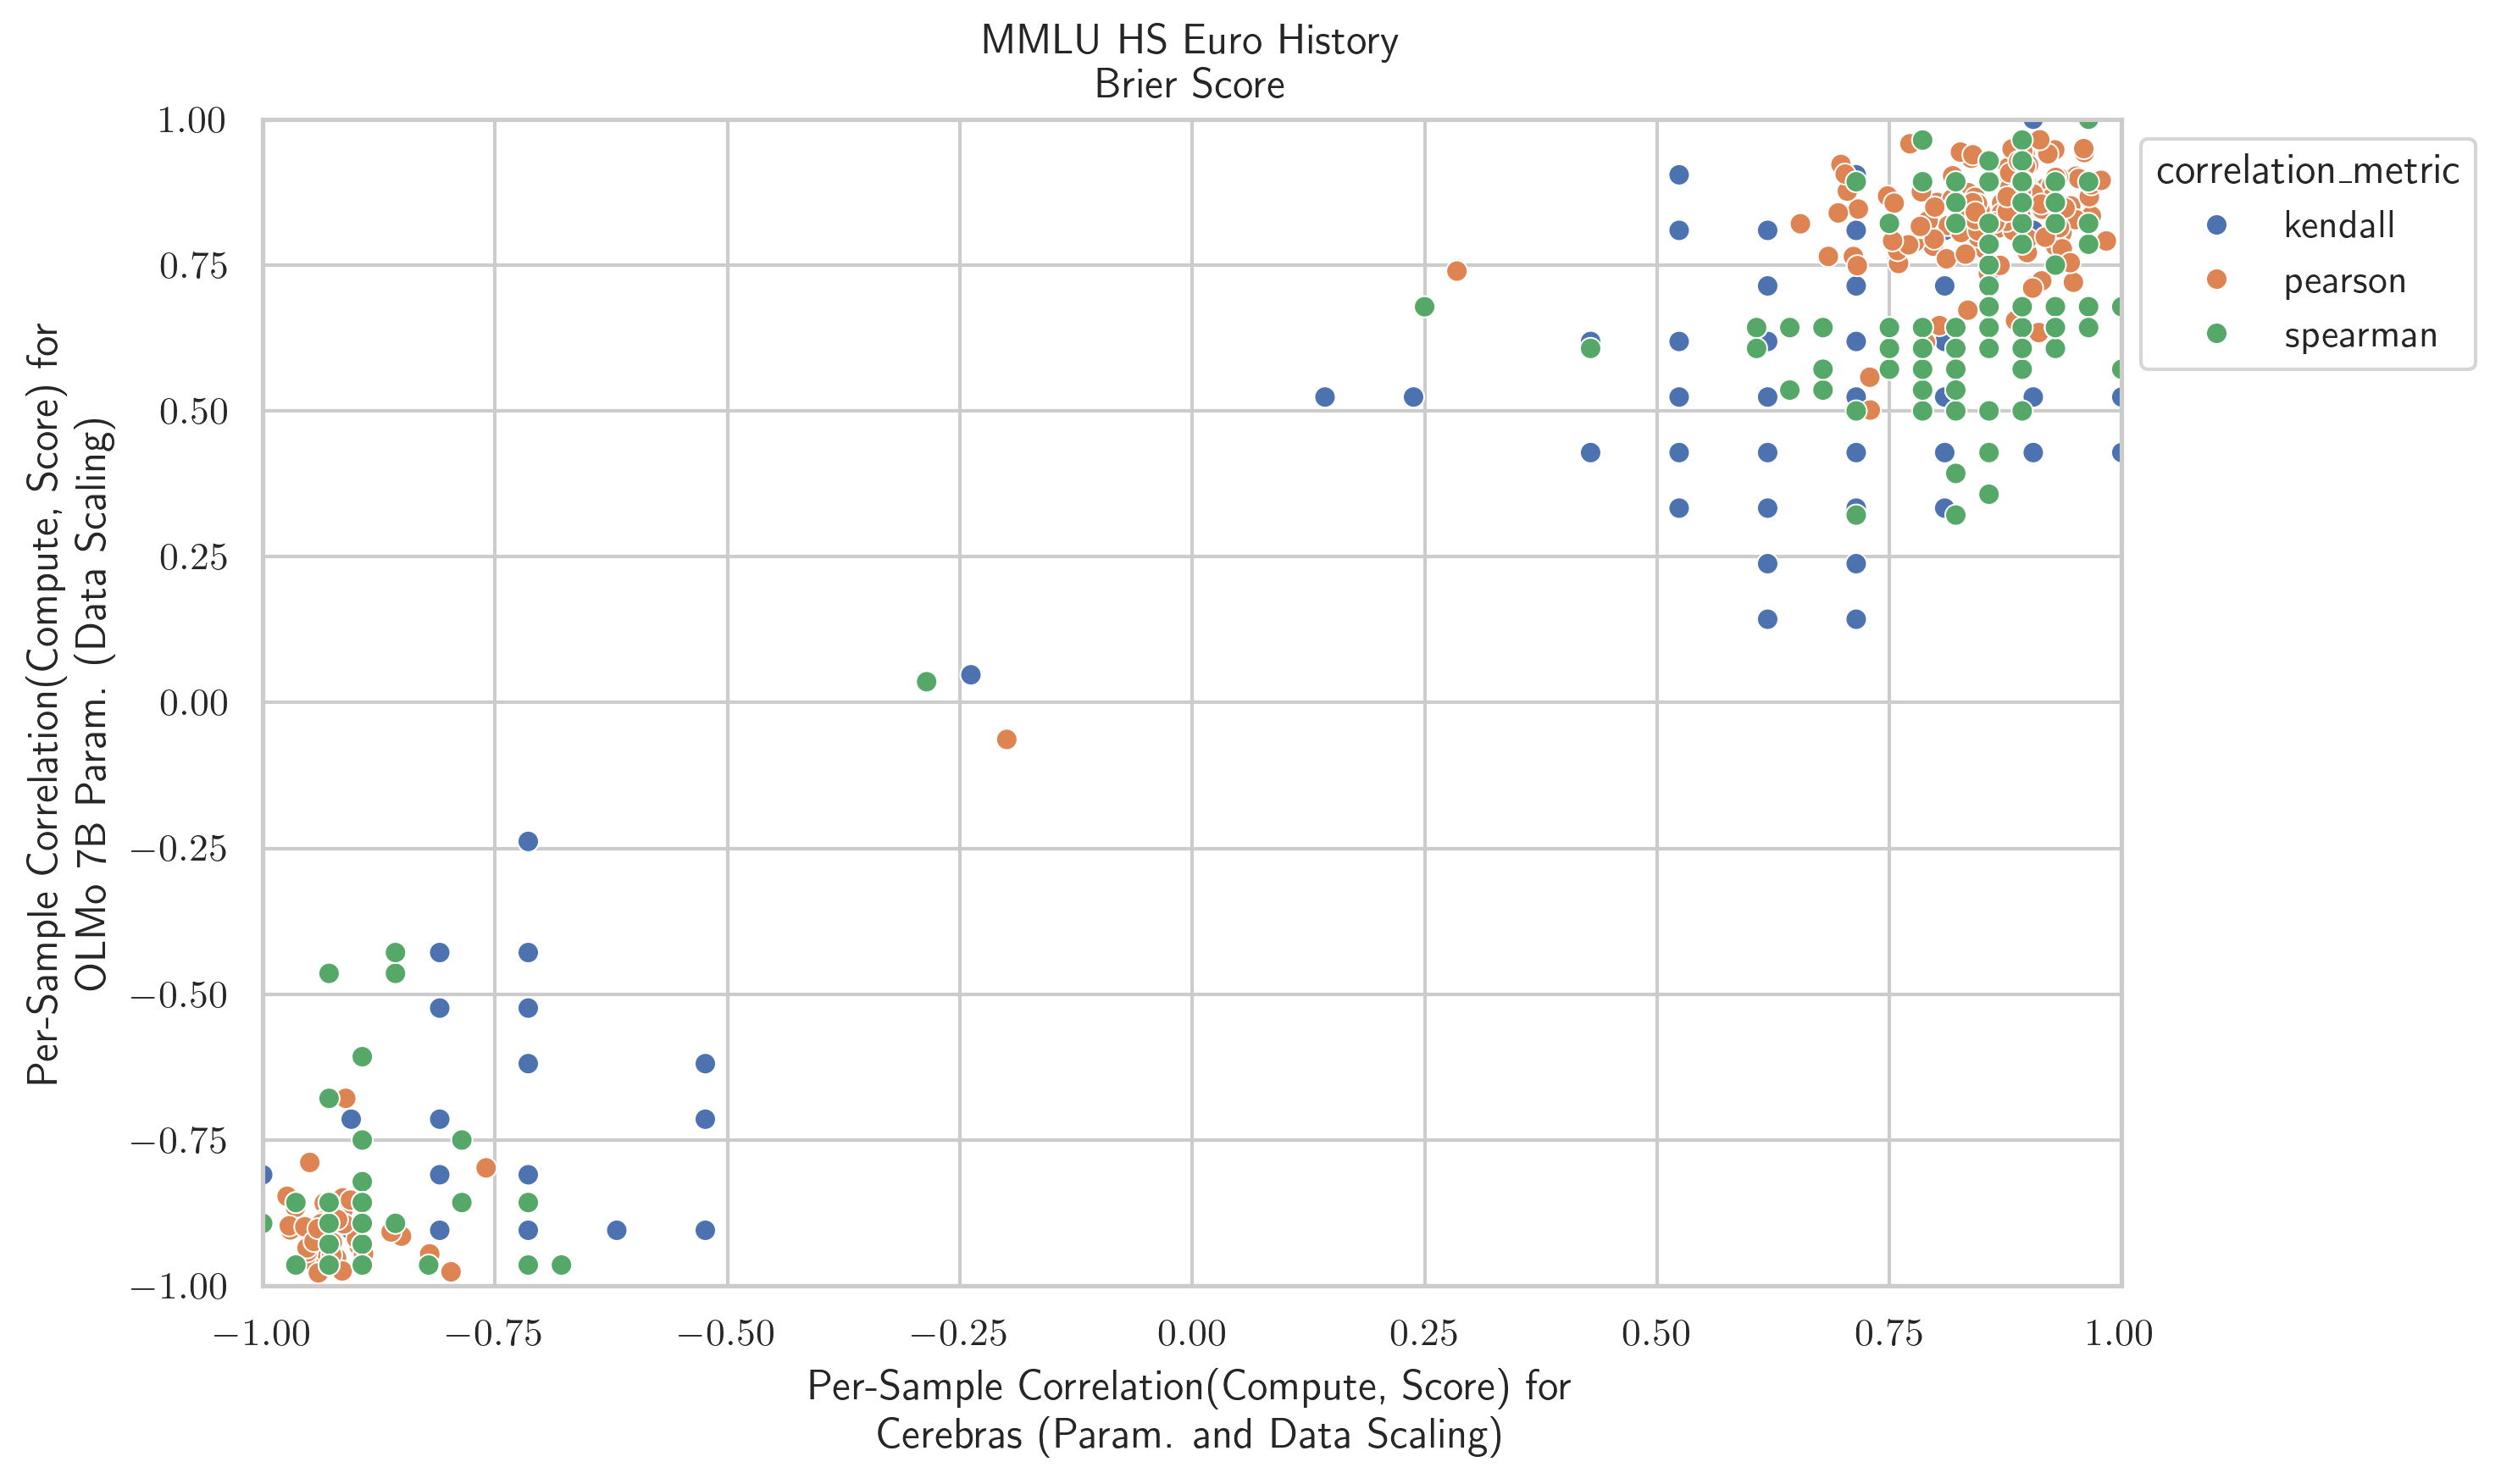 MMLU HS Euro History
Brier Score
Per-Sample Correlation(Compute, Score) for
OLMo 7B Param. (Data Scaling)
1.00
0.75
0.50
0.25
0.00
−0.25
−0.50
−0.75
−1.00
−1.00 −0.75 −0.50 −0.25 0.00 0.25 0.50 0.75 1.00
Per-Sample Correlation(Compute, Score) for
Cerebras (Param. and Data Scaling)
correlation_metric
kendall
pearson
spearman